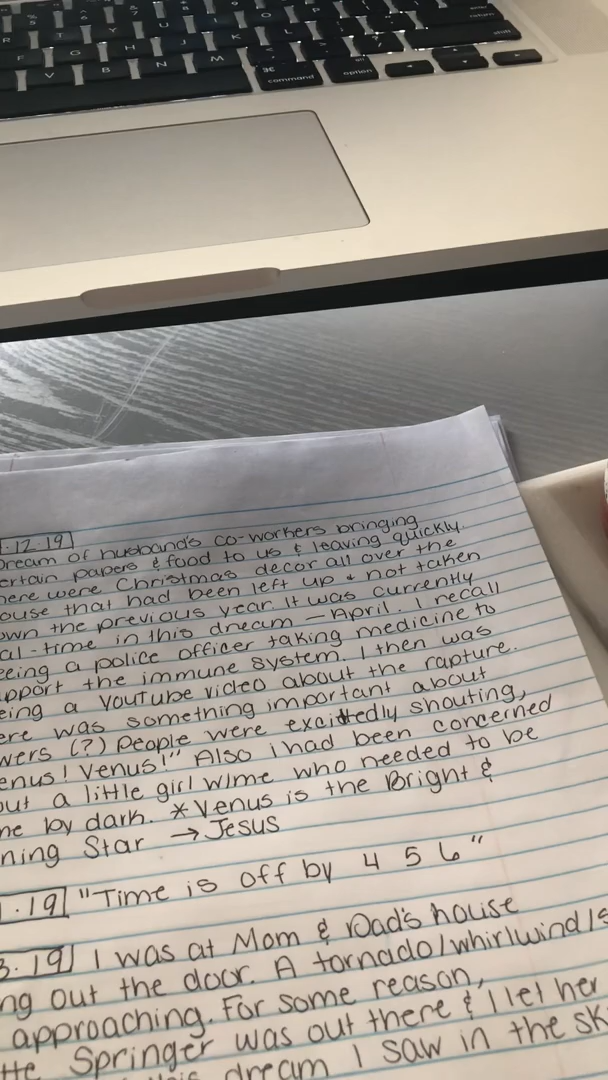 enter
return
shift
R T Y U I O P
F G H J K L
V B N M
⌘
command
option
.12.19
Dream of husband's co-workers bringing
ertain papers & food to us & leaving quickly.
here were Christmas decor all over the
ouse that had been left up & not taken
own the previous year. It was currently
al-time in this dream — April. I recall
eeing a police officer taking medicine to
upport the immune system. I then was
eing a YouTube video about the rapture.
ere was something important about
wers (?) People were excitedly shouting,
enus! Venus!" Also i had been concerned
out a little girl w/me who needed to be
me by dark. *Venus is the Bright &
ning Star → Jesus
.19 "Time is off by 4 5 6"
3.19 I was at Mom & Dad's house
ng out the door. A tornado/whirlwind/s
approaching. For some reason,
tte Springer was out there & I let her
dream I saw in the sk